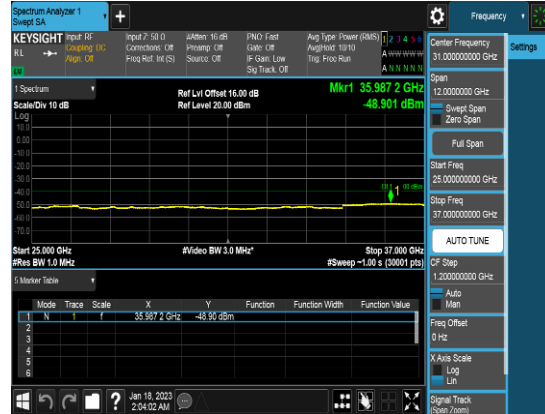 Spectrum Analyzer 1
Swept SA
+
Frequency
KEYSIGHT
RL
Input: RF
Coupling: DC
Align: Off
Input Z: 50 Ω
Corrections: Off
Freq Ref: Int (S)
#Atten: 16 dB
Preamp: Off
Source: Off
PNO: Fast
Gate: Off
IF Gain: Low
Sig Track: Off
Avg Type: Power (RMS)
Avg|Hold: 10/10
Trig: Free Run
1 2 3 4 5 6
A W W W W W
A N N N N N
1 Spectrum
Scale/Div 10 dB
Log
Ref Lvl Offset 16.00 dB
Ref Level 20.00 dBm
Mkr1 35.987 2 GHz
-48.901 dBm
10.0
0.00
-10.0
-20.0
-30.0
-40.0
-50.0
-60.0
-70.0
1
Start 25.000 GHz
#Res BW 1.0 MHz
#Video BW 3.0 MHz*
Stop 37.000 GHz
#Sweep ~1.00 s (30001 pts)
5 Marker Table
Mode Trace Scale X Y Function Function Width Function Value
1 N 1 f 35.987 2 GHz -48.90 dBm
2
3
4
5
6
Jan 18, 2023
2:04:02 AM
Center Frequency
31.000000000 GHz
Settings
Span
12.0000000 GHz
Swept Span
Zero Span
Full Span
Start Freq
25.000000000 GHz
Stop Freq
37.000000000 GHz
AUTO TUNE
CF Step
1.200000000 GHz
Auto
Man
Freq Offset
0 Hz
X Axis Scale
Log
Lin
Signal Track
(Span Zoom)